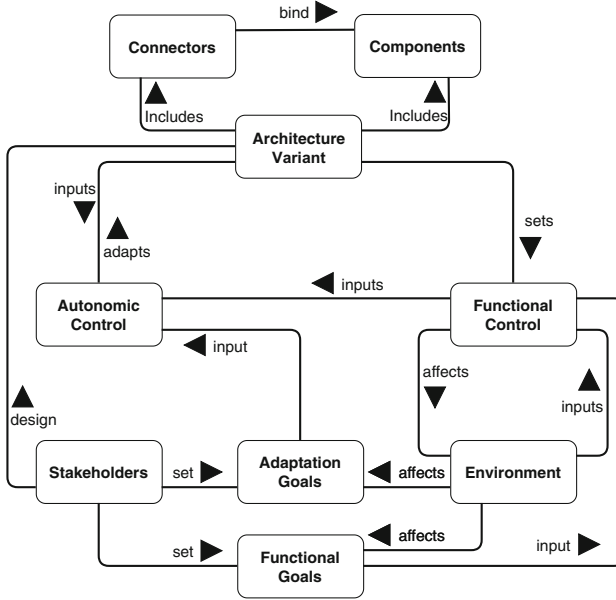 bind
Connectors
Components
Includes
Includes
Architecture
Variant
inputs
adapts
sets
inputs
Autonomic
Control
Functional
Control
input
affects
inputs
design
Stakeholders
set
Adaptation
Goals
affects
Environment
set
Functional
Goals
affects
input